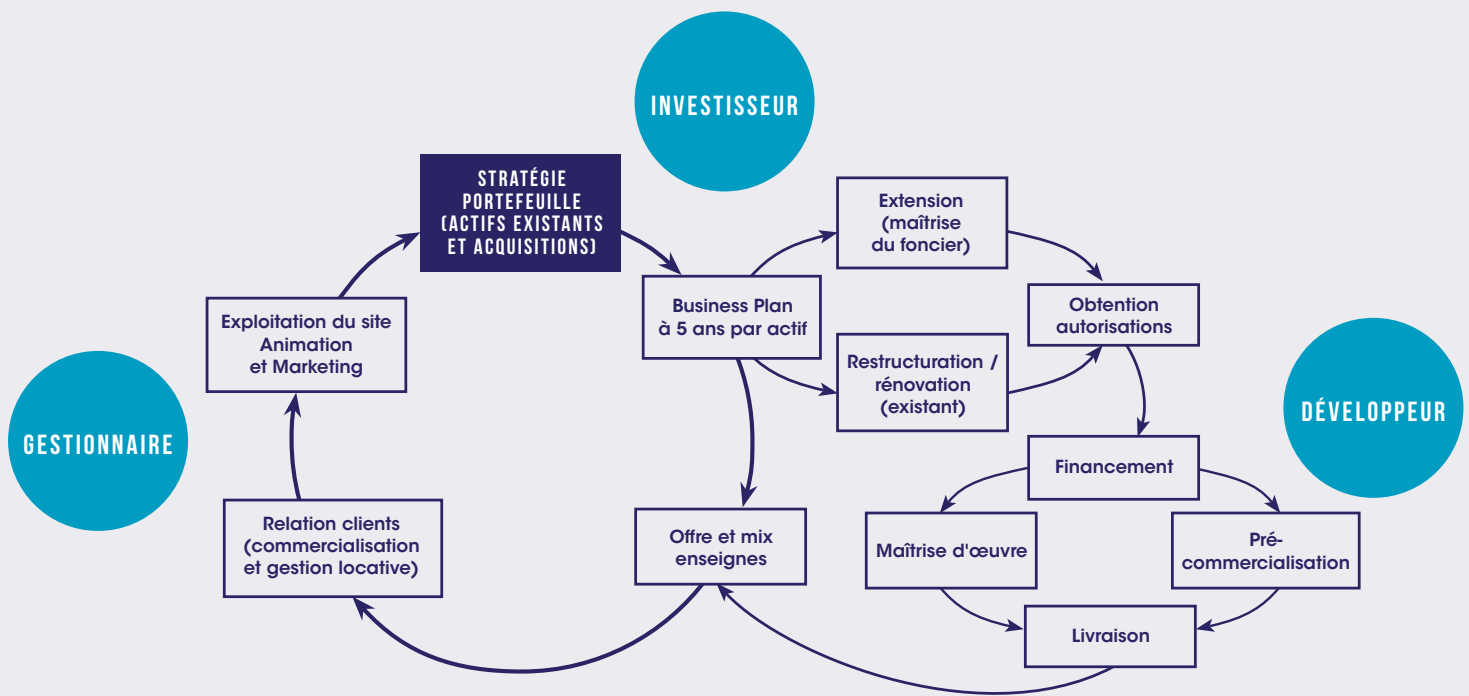 INVESTISSEUR
STRATÉGIE
PORTEFEUILLE
(ACTIFS EXISTANTS
ET ACQUISITIONS)
Extension
(maîtrise
du foncier)
Business Plan
à 5 ans par actif
Obtention
autorisations
Exploitation du site
Animation
et Marketing
Restructuration /
rénovation
(existant)
GESTIONNAIRE
DÉVELOPPEUR
Financement
Relation clients
(commercialisation
et gestion locative)
Offre et mix
enseignes
Maîtrise d'œuvre
Pré-
commercialisation
Livraison